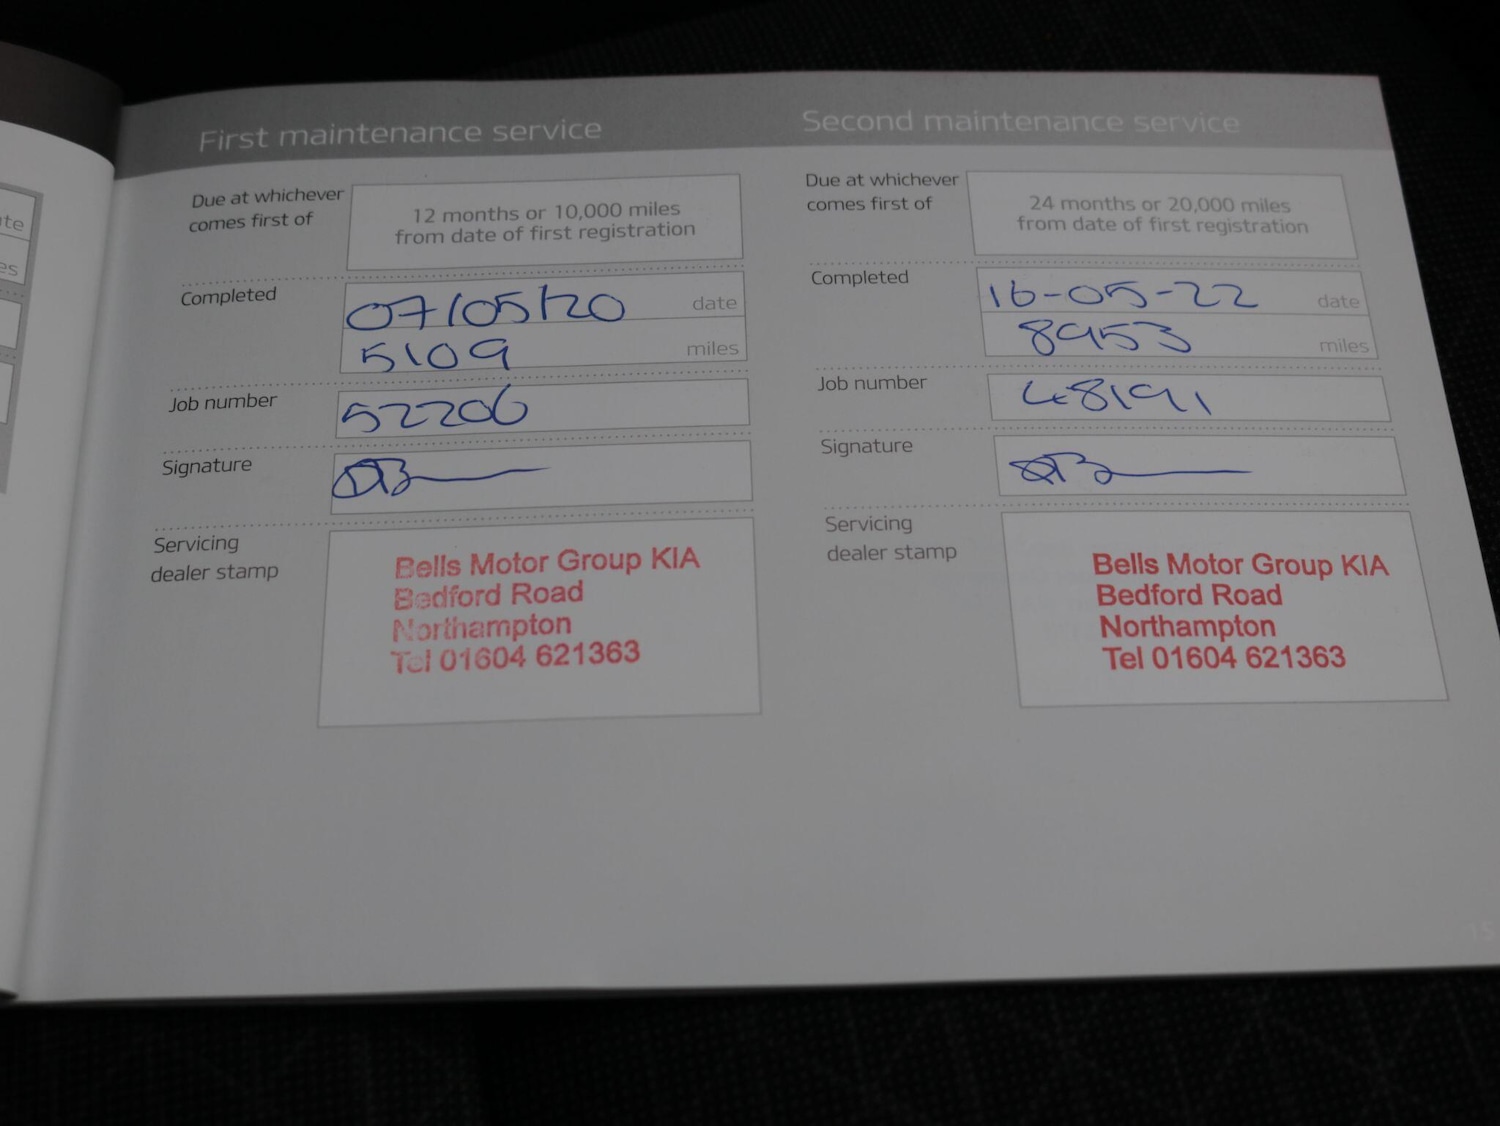 te
es
First maintenance service
Due at whichever
comes first of
12 months or 10,000 miles
from date of first registration
Completed
07/05/20 date
5109 miles
Job number
52206
Signature
Servicing
dealer stamp
Bells Motor Group KIA
Bedford Road
Northampton
Tel 01604 621363
Second maintenance service
Due at whichever
comes first of
24 months or 20,000 miles
from date of first registration
Completed
16-05-22 date
8953 miles
Job number
48191
Signature
Servicing
dealer stamp
Bells Motor Group KIA
Bedford Road
Northampton
Tel 01604 621363
15